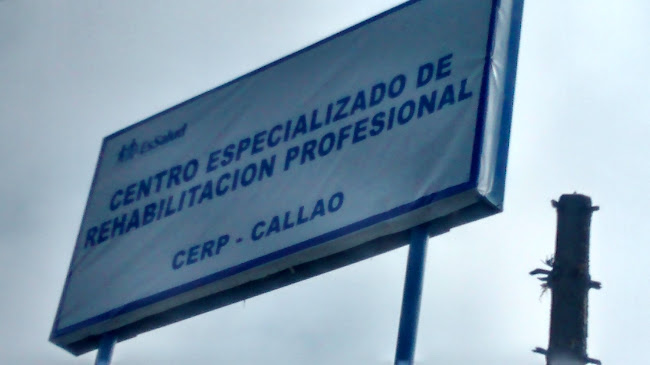 EsSalud
CENTRO ESPECIALIZADO DE
REHABILITACION PROFESIONAL
CERP - CALLAO